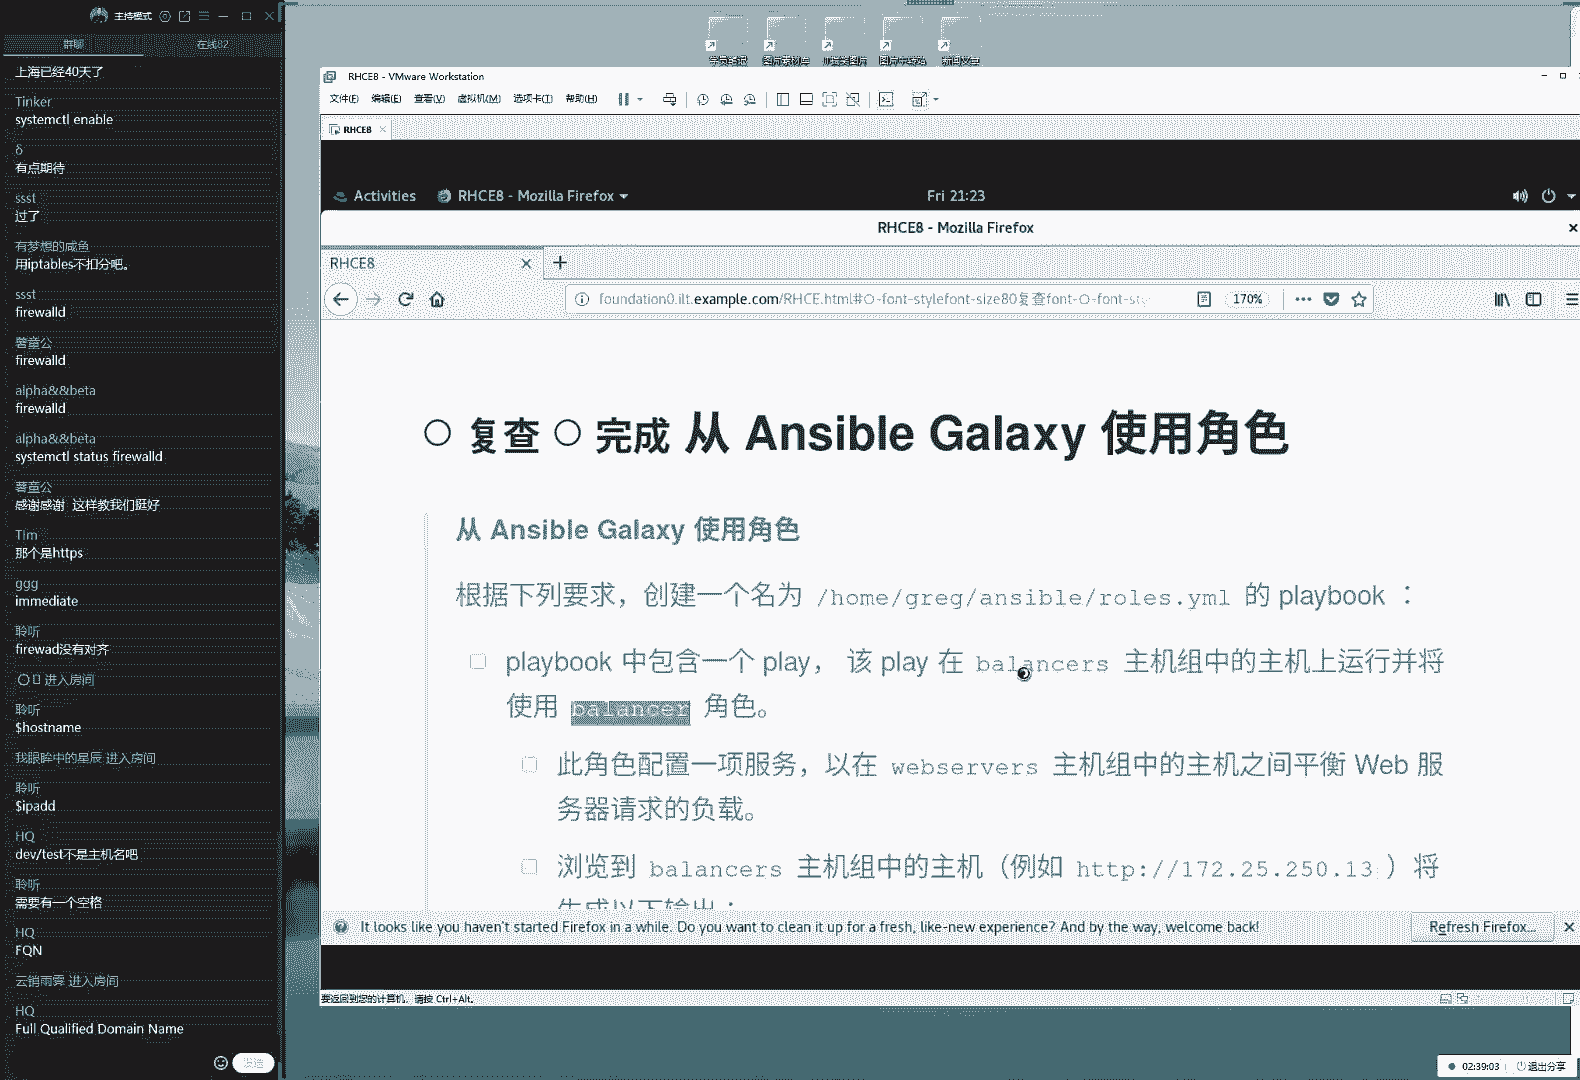 主持模式
群聊
在线82
上海已经40天了
Tinker
systemctl enable
δ
有点期待
ssst
过了
有梦想的咸鱼
用iptables不扣分吧。
ssst
firewalld
薯童公
firewalld
alpha&&beta
firewalld
alpha&&beta
systemctl status firewalld
薯童公
感谢感谢 这样教我们挺好
Tim
那个是https
ggg
immediate
聆听
firewad没有对齐
进入房间
聆听
$hostname
我眼眸中的星辰 进入房间
聆听
$ipadd
HQ
dev/test不是主机名吧
聆听
需要有一个空格
HQ
FQN
云销雨霁 进入房间
HQ
Full Qualified Domain Name
发送
RHCE8 - VMware Workstation
文件(F) 编辑(E) 查看(V) 虚拟机(M) 选项卡(T) 帮助(H)
RHCE8
Activities RHCE8 - Mozilla Firefox Fri 21:23
RHCE8 - Mozilla Firefox
RHCE8
foundation0.ilt.example.com/RHCE.html#○-font-stylefont-size80复查font-○-font-st
170%
○ 复查 ○ 完成 从 Ansible Galaxy 使用角色
从 Ansible Galaxy 使用角色
根据下列要求，创建一个名为 /home/greg/ansible/roles.yml 的 playbook ：
playbook 中包含一个 play， 该 play 在 balancers 主机组中的主机上运行并将
使用 balancer 角色。
此角色配置一项服务，以在 webservers 主机组中的主机之间平衡 Web 服
务器请求的负载。
浏览到 balancers 主机组中的主机（例如 http://172.25.250.13 ）将
生成以下输出：
It looks like you haven't started Firefox in a while. Do you want to clean it up for a fresh, like-new experience? And by the way, welcome back!
Refresh Firefox...
要返回到您的计算机，请按 Ctrl+Alt。
02:39:03
退出分享